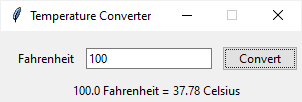 Temperature Converter
Fahrenheit 100 Convert
100.0 Fahrenheit = 37.78 Celsius